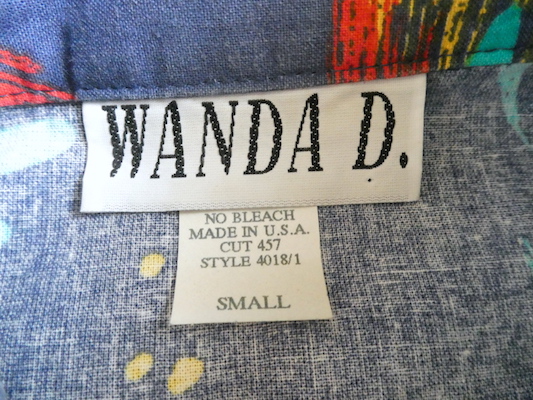 WANDA D.
NO BLEACH
MADE IN U.S.A.
CUT 457
STYLE 4018/1
SMALL